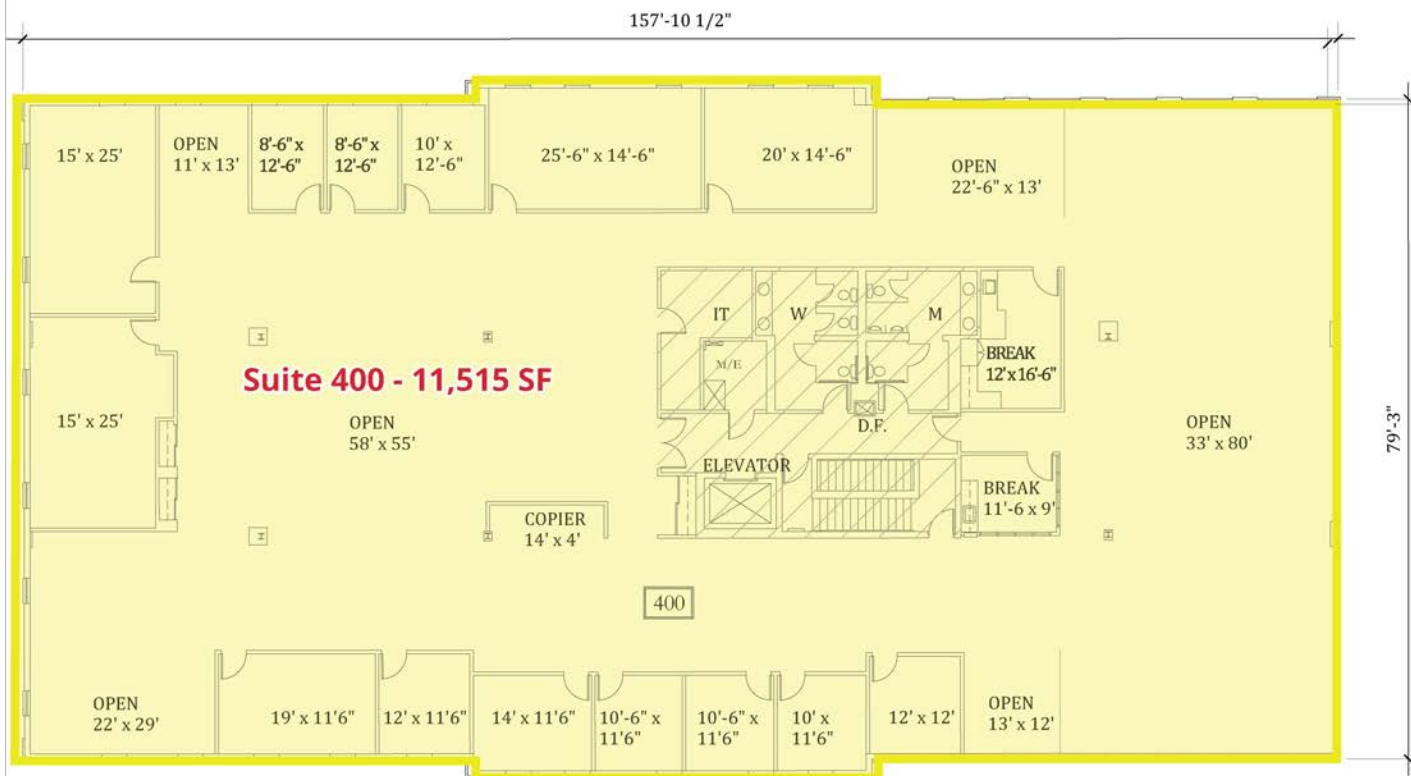 157'-10 1/2"
15' x 25'
OPEN
11' x 13'
8'-6" x
12'-6"
8'-6" x
12'-6"
10' x
12'-6"
25'-6" x 14'-6"
20' x 14'-6"
OPEN
22'-6" x 13'
IT
W
M
M/E
BREAK
12' x 16'-6"
Suite 400 - 11,515 SF
15' x 25'
OPEN
58' x 55'
D.F.
ELEVATOR
OPEN
33' x 80'
79'-3"
BREAK
11'-6 x 9'
COPIER
14' x 4'
400
OPEN
22' x 29'
19' x 11'6"
12' x 11'6"
14' x 11'6"
10'-6" x
11'6"
10'-6" x
11'6"
10' x
11'6"
12' x 12'
OPEN
13' x 12'